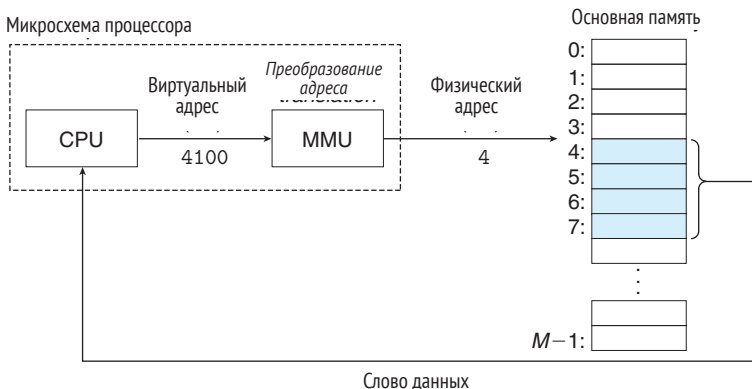 Микросхема процессора
Основная память
Преобразование
адреса
translation
Виртуальный
адрес
Физический
адрес
CPU
MMU
4100
4
0:
1:
2:
3:
4:
5:
6:
7:
M−1:
Слово данных